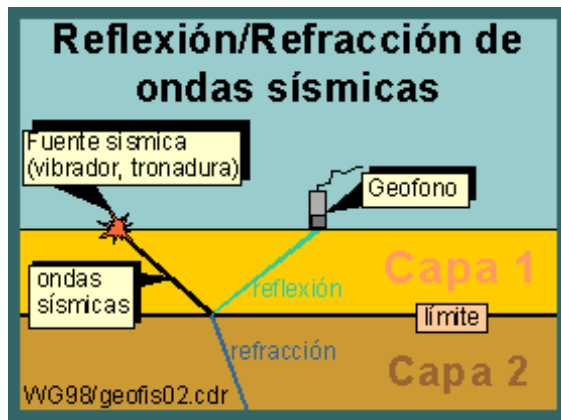 Reflexión/Refracción de
ondas sísmicas
Fuente sísmica
(vibrador, tronadura)
Geofono
Capa 1
ondas
sísmicas
reflexión
límite
refracción
Capa 2
WG98/geofis02.cdr